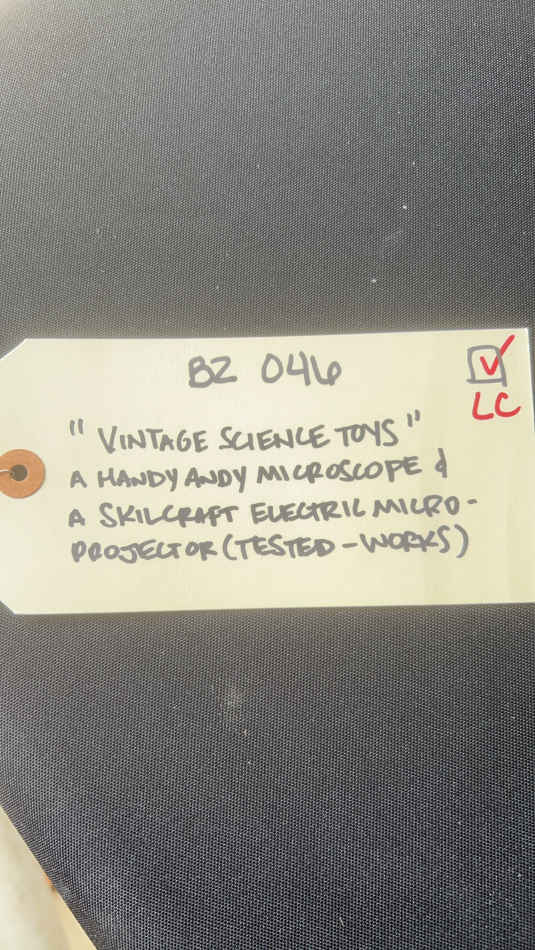 BZ 046
LC
"VINTAGE SCIENCE TOYS"
A HANDY ANDY MICROSCOPE &
A SKILCRAFT ELECTRIC MICRO-
PROJECTOR (TESTED - WORKS)